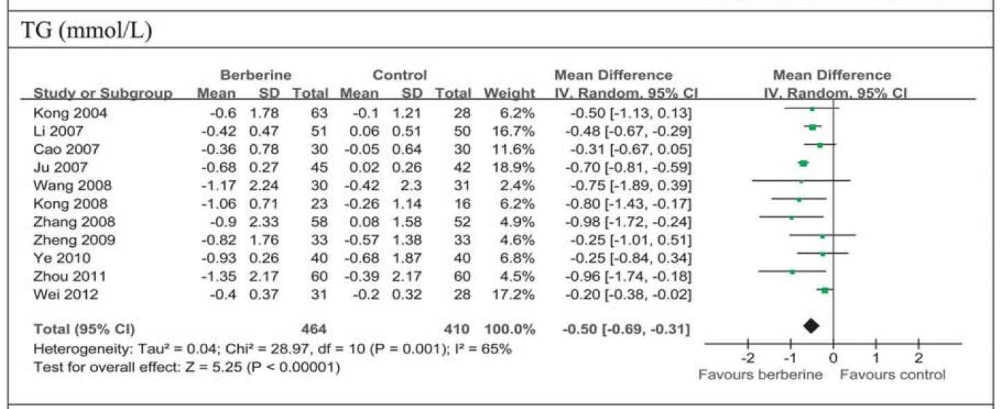 TG (mmol/L)
Berberine Control Mean Difference Mean Difference
Study or Subgroup Mean SD Total Mean SD Total Weight IV, Random, 95% CI IV, Random, 95% CI
Kong 2004 -0.6 1.78 63 -0.1 1.21 28 6.2% -0.50 [-1.13, 0.13]
Li 2007 -0.42 0.47 51 0.06 0.51 50 16.7% -0.48 [-0.67, -0.29]
Cao 2007 -0.36 0.78 30 -0.05 0.64 30 11.6% -0.31 [-0.67, 0.05]
Ju 2007 -0.68 0.27 45 0.02 0.26 42 18.9% -0.70 [-0.81, -0.59]
Wang 2008 -1.17 2.24 30 -0.42 2.3 31 2.4% -0.75 [-1.89, 0.39]
Kong 2008 -1.06 0.71 23 -0.26 1.14 16 6.2% -0.80 [-1.43, -0.17]
Zhang 2008 -0.9 2.33 58 0.08 1.58 52 4.9% -0.98 [-1.72, -0.24]
Zheng 2009 -0.82 1.76 33 -0.57 1.38 33 4.6% -0.25 [-1.01, 0.51]
Ye 2010 -0.93 0.26 40 -0.68 1.87 40 6.8% -0.25 [-0.84, 0.34]
Zhou 2011 -1.35 2.17 60 -0.39 2.17 60 4.5% -0.96 [-1.74, -0.18]
Wei 2012 -0.4 0.37 31 -0.2 0.32 28 17.2% -0.20 [-0.38, -0.02]
Total (95% CI) 464 410 100.0% -0.50 [-0.69, -0.31]
Heterogeneity: Tau² = 0.04; Chi² = 28.97, df = 10 (P = 0.001); I² = 65%
Test for overall effect: Z = 5.25 (P < 0.00001)
-2 -1 0 1 2
Favours berberine Favours control